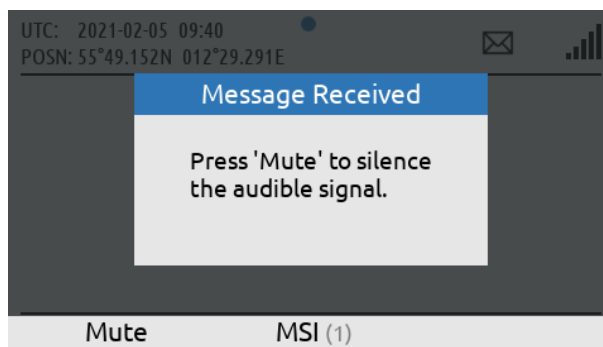 UTC: 2021-02-05 09:40
POSN: 55°49.152N 012°29.291E
Message Received
Press 'Mute' to silence
the audible signal.
Mute MSI (1)